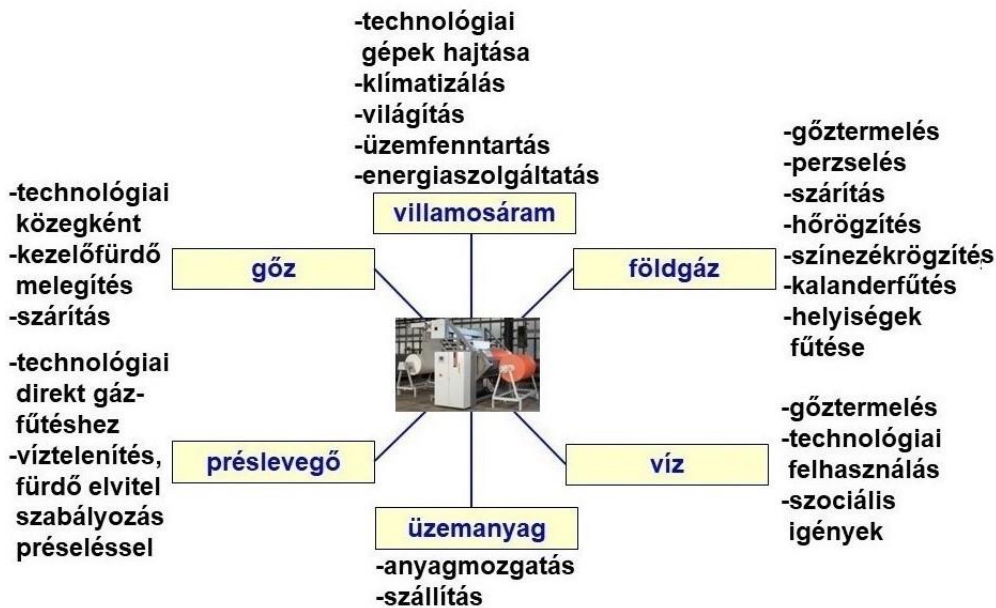 -technológiai
gépek hajtása
-klímatizálás
-világítás
-üzemfenntartás
-energiaszolgáltatás
villamosáram
-technológiai
közegként
-kezelőfürdő
melegítés
-szárítás
gőz
földgáz
-gőztermelés
-perzselés
-szárítás
-hőrögzítés
-színezékrögzítés
-kalanderfűtés
-helyiségek
fűtése
-technológiai
direkt gáz-
fűtéshez
-víztelenítés,
fürdő elvitel
szabályozás
préseléssel
préslevegő
víz
-gőztermelés
-technológiai
felhasználás
-szociális
igények
üzemanyag
-anyagmozgatás
-szállítás